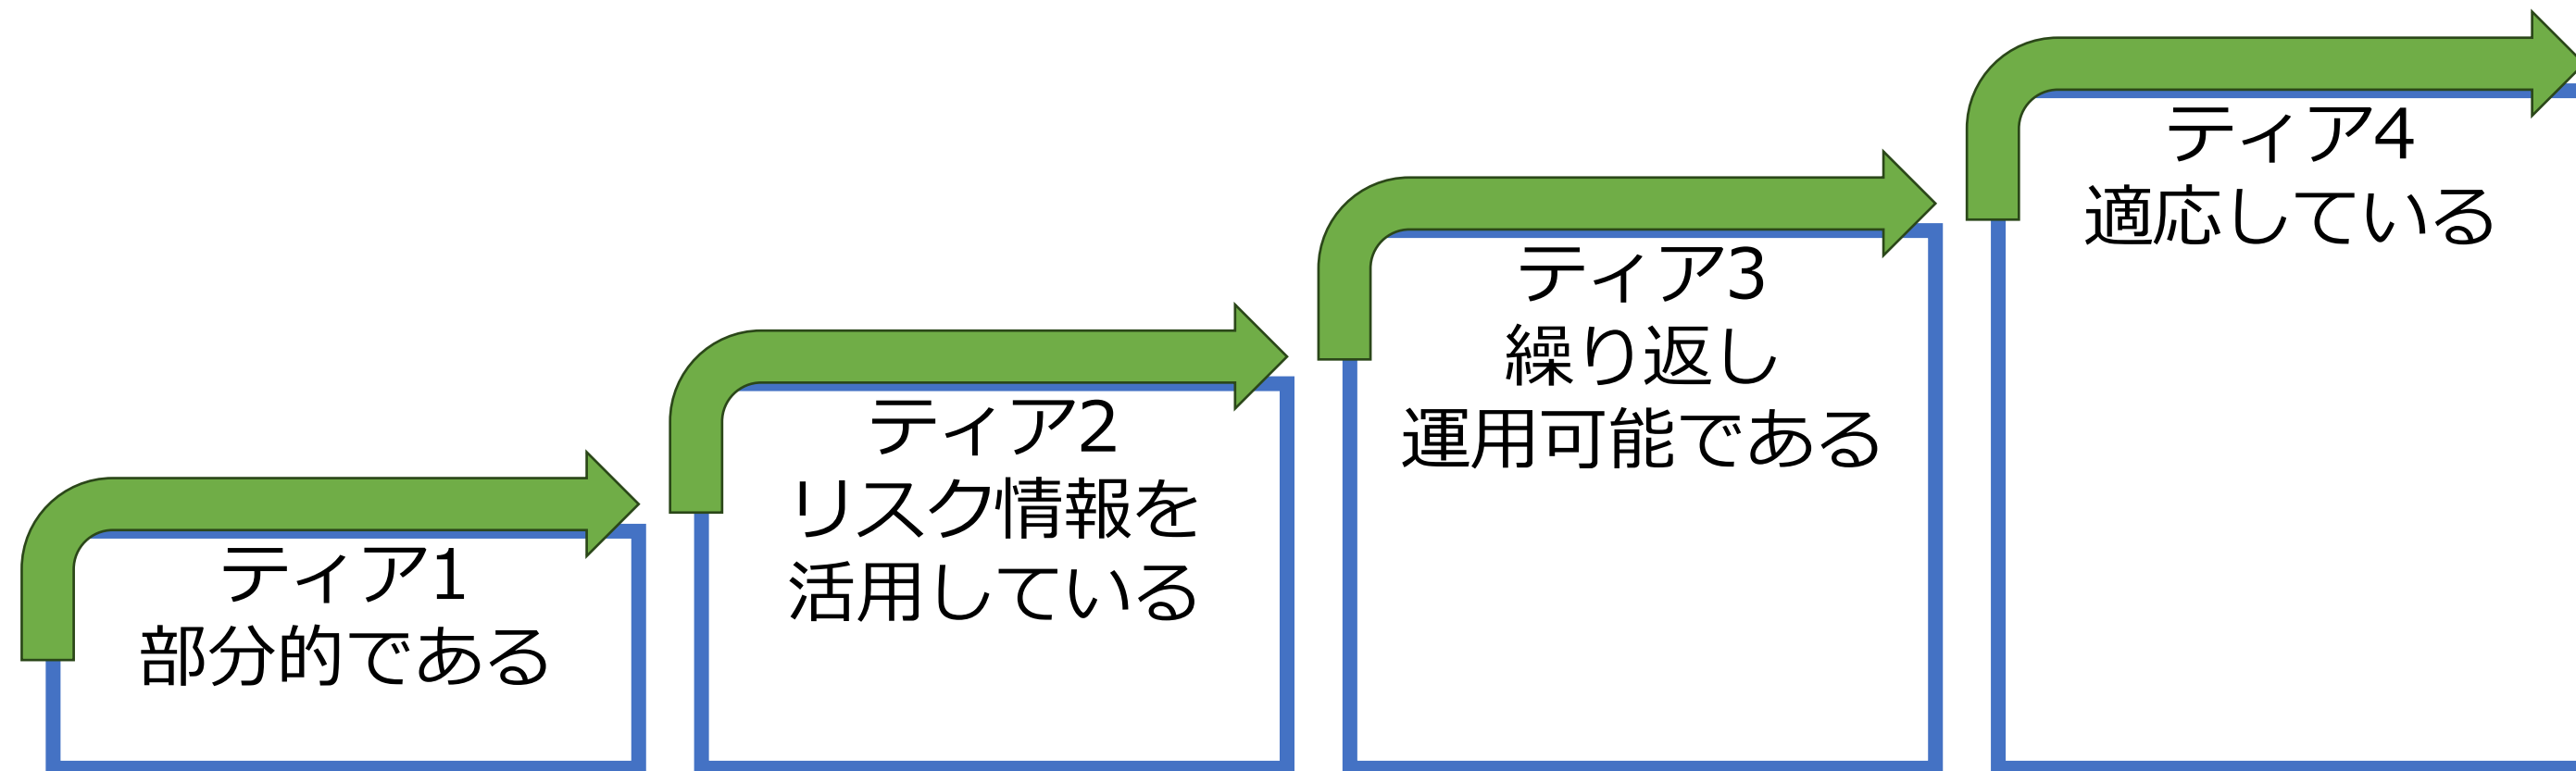 ティア1
部分的である
ティア2
リスク情報を
活用している
ティア3
繰り返し
運用可能である
ティア4
適応している